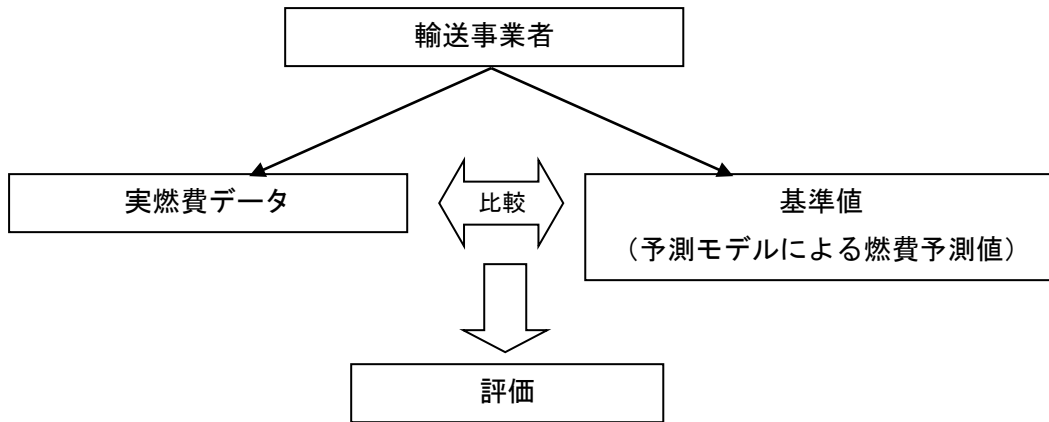 輸送事業者
実燃費データ
比較
基準値
（予測モデルによる燃費予測値）
評価